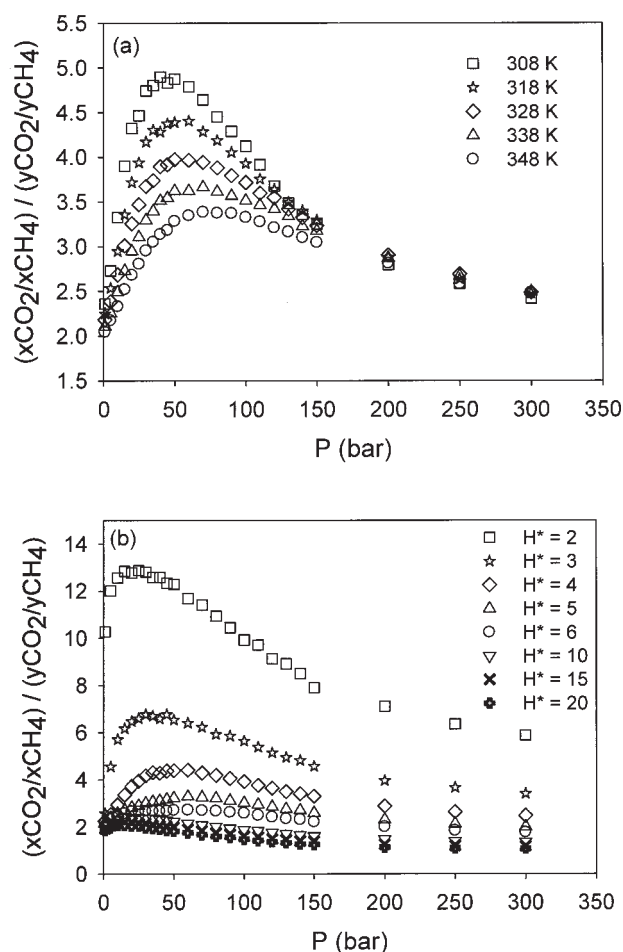 (a)
308 K
318 K
328 K
338 K
348 K
(xCO2/xCH4) / (yCO2/yCH4)
5.5
5.0
4.5
4.0
3.5
3.0
2.5
2.0
1.5
0 50 100 150 200 250 300 350
P (bar)
(b)
H* = 2
H* = 3
H* = 4
H* = 5
H* = 6
H* = 10
H* = 15
H* = 20
(xCO2/xCH4) / (yCO2/yCH4)
14
12
10
8
6
4
2
0
0 50 100 150 200 250 300 350
P (bar)